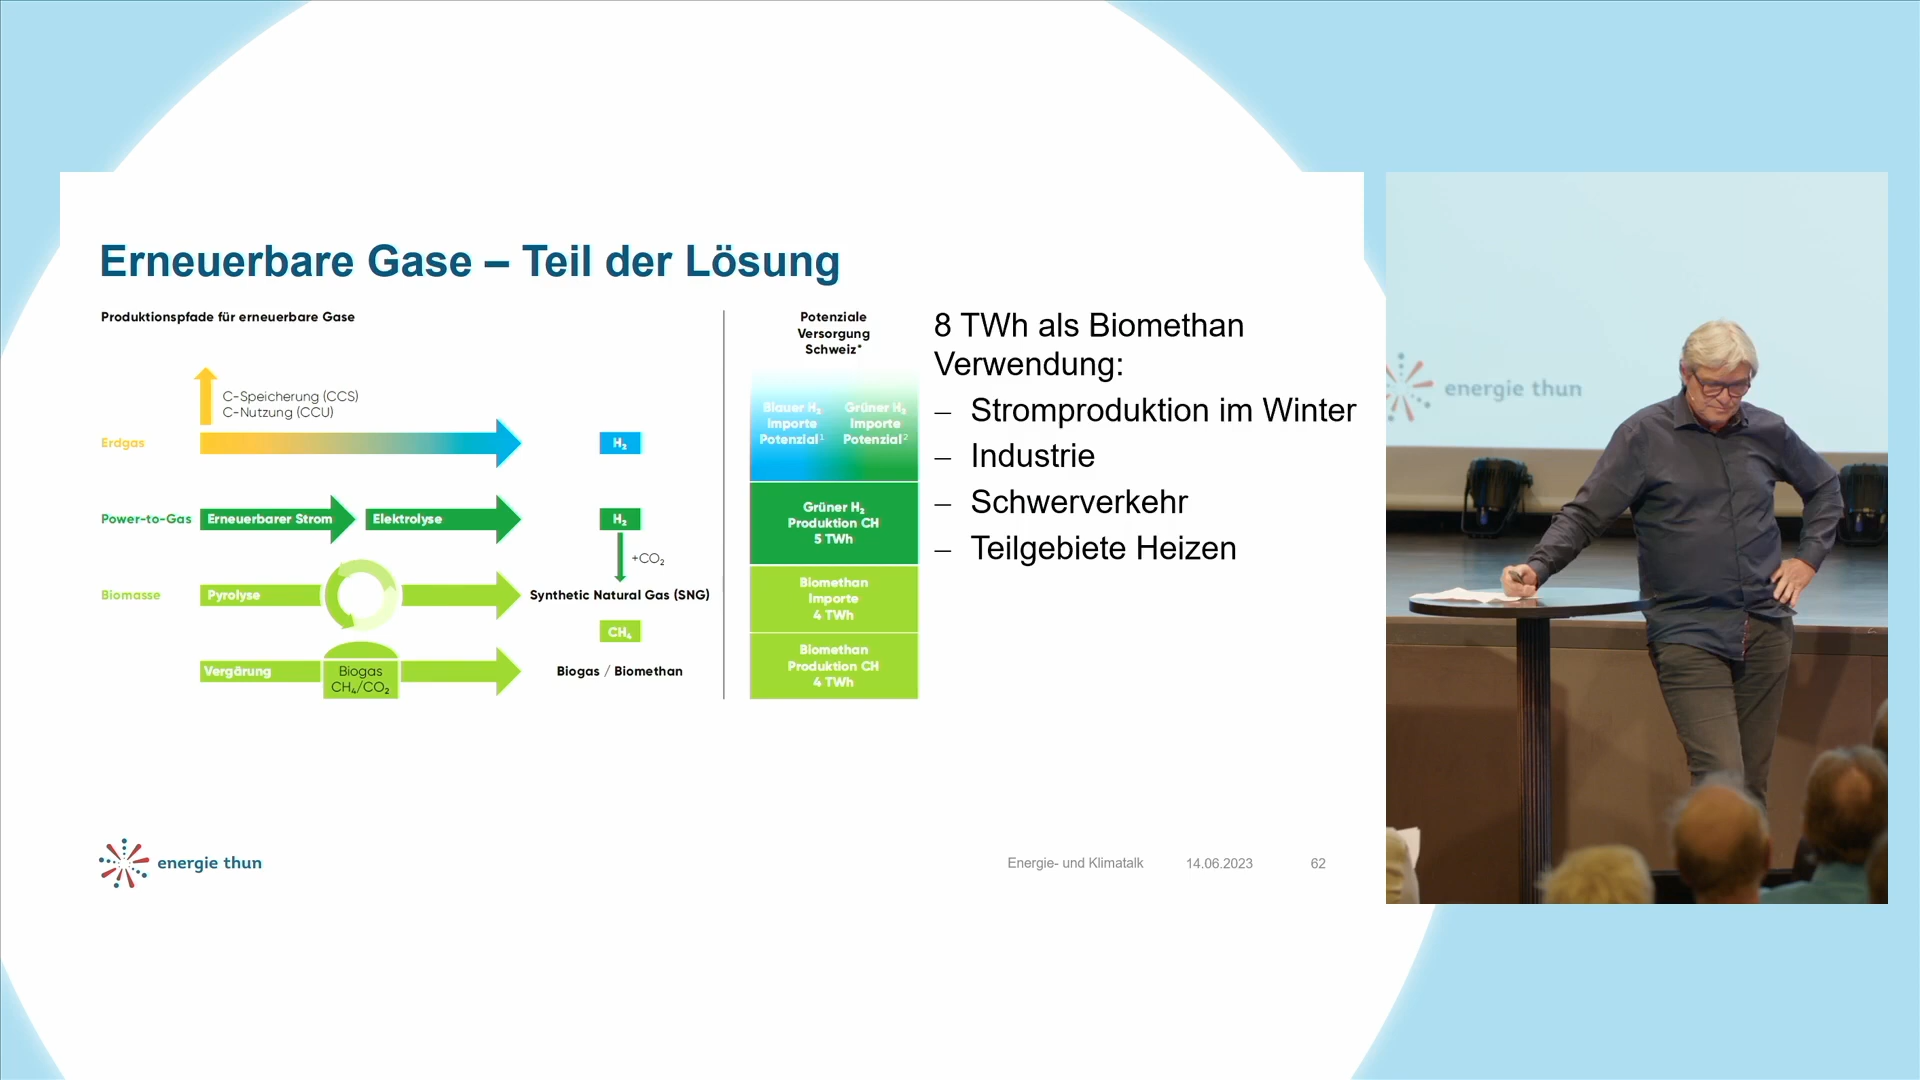 Erneuerbare Gase – Teil der Lösung
Produktionspfade für erneuerbare Gase
C-Speicherung (CCS)
C-Nutzung (CCU)
Erdgas
H₂
Power-to-Gas
Erneuerbarer Strom
Elektrolyse
H₂
+CO₂
Biomasse
Pyrolyse
Synthetic Natural Gas (SNG)
CH₄
Vergärung
Biogas
CH₄/CO₂
Biogas / Biomethan
Potenziale
Versorgung
Schweiz*
Blauer H₂
Importe
Potenzial¹
Grüner H₂
Importe
Potenzial²
Grüner H₂
Produktion CH
5 TWh
Biomethan
Importe
4 TWh
Biomethan
Produktion CH
4 TWh
8 TWh als Biomethan
Verwendung:
– Stromproduktion im Winter
– Industrie
– Schwerverkehr
– Teilgebiete Heizen
energie thun
Energie- und Klimatalk
14.06.2023
62
energie thun